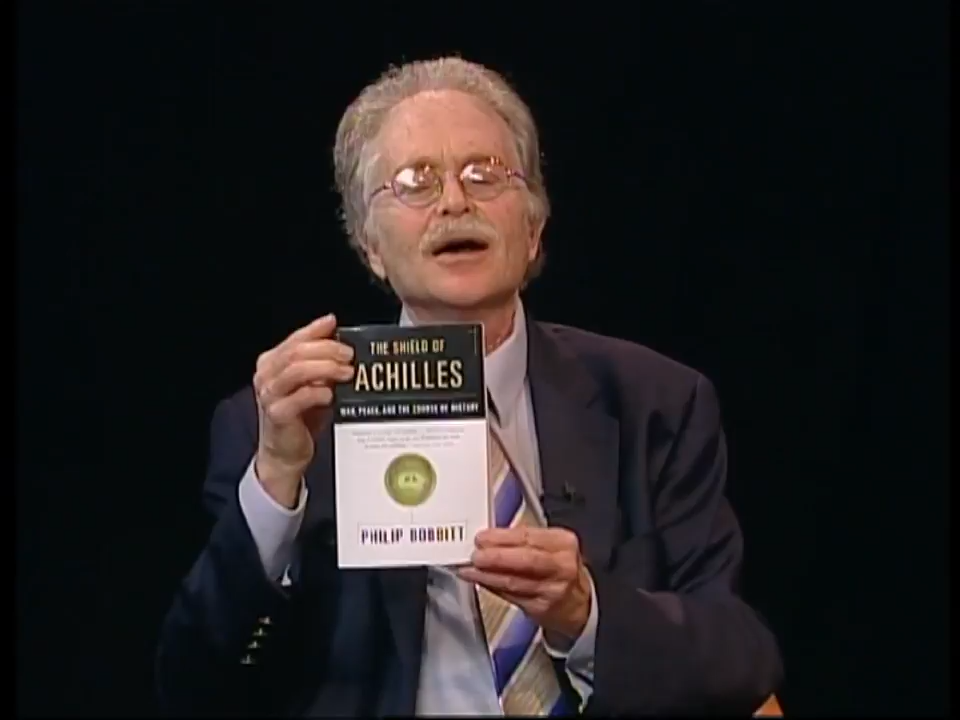 THE SHIELD OF
ACHILLES
WAR, PEACE, AND THE COURSE OF HISTORY
PHILIP BOBBITT